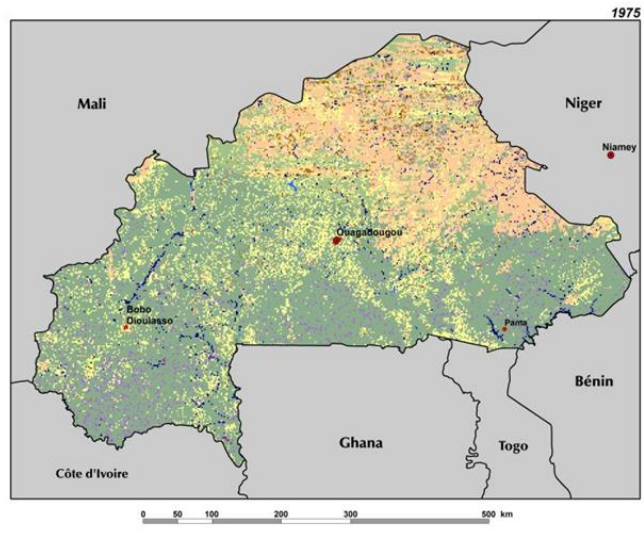 1975
Mali
Niger
Niamey
Ouagadougou
Bobo
Dioulasso
Pama
Bénin
Ghana
Togo
Côte d'Ivoire
0 50 100 200 300 500 km